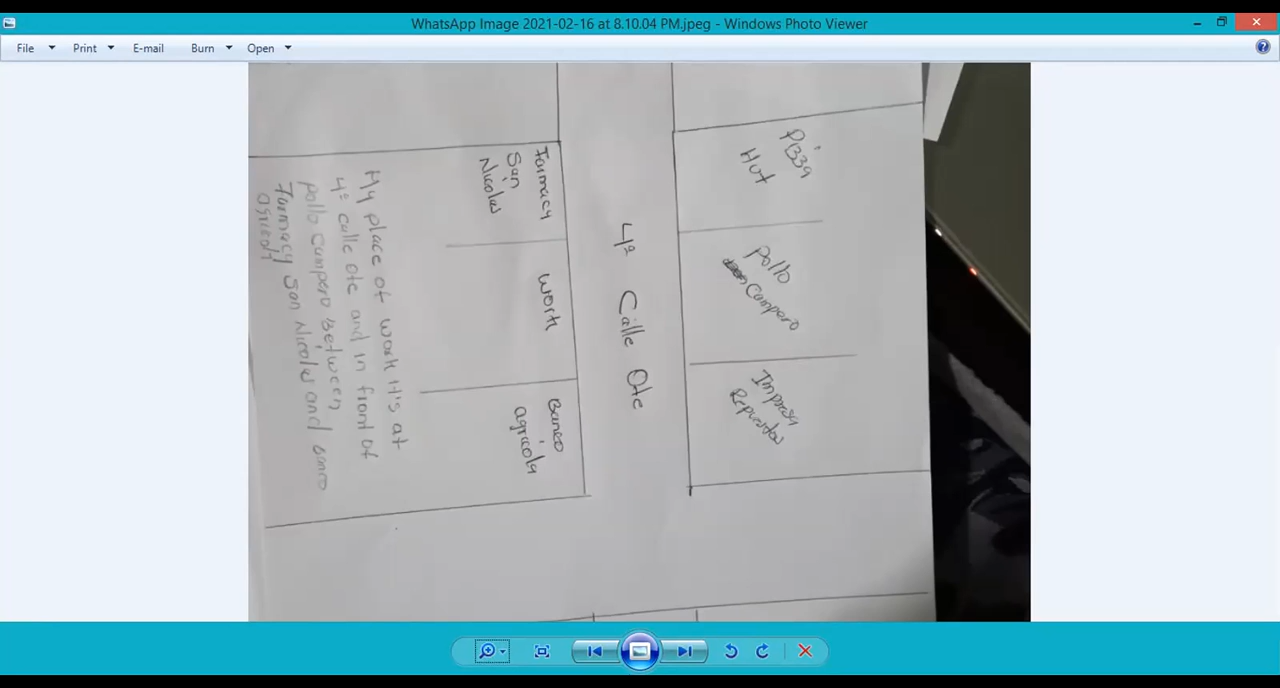 WhatsApp Image 2021-02-16 at 8.10.04 PM.jpeg - Windows Photo Viewer
File Print E-mail Burn Open
Pizza
Hut
Pollo
Campero
Impresa
Repuestos
4ª Calle Ote
Farmacy
San
Nicolas
Work
Banco
agricola
My place of work it's at
4ª calle Ote and in front of
pollo campero Between
Farmacy San Nicolas and banco
agricola